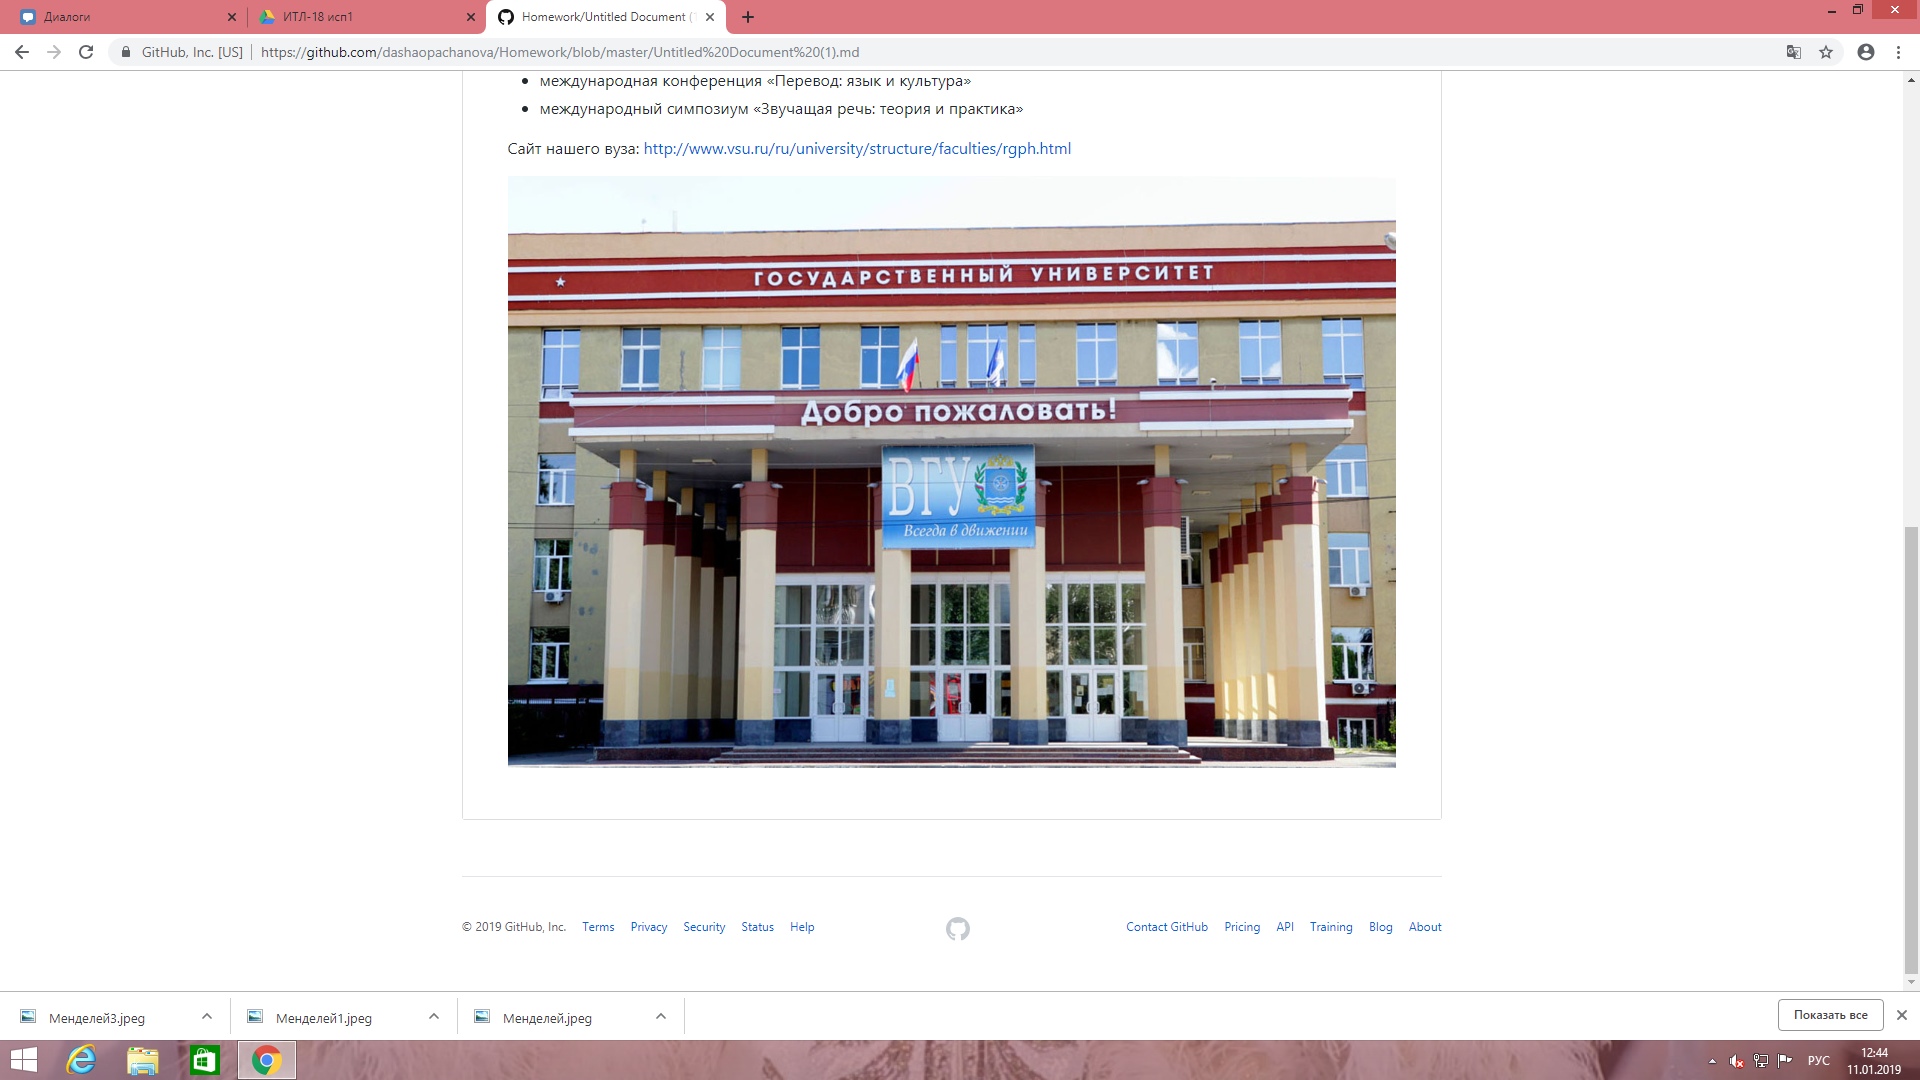 Диалоги
ИТЛ-18 исп1
Homework/Untitled Document (
GitHub, Inc. [US]
https://github.com/dashaopachanova/Homework/blob/master/Untitled%20Document%20(1).md
международная конференция «Перевод: язык и культура»
международный симпозиум «Звучащая речь: теория и практика»
Сайт нашего вуза: http://www.vsu.ru/ru/university/structure/faculties/rgph.html
ГОСУДАРСТВЕННЫЙ УНИВЕРСИТЕТ
Добро пожаловать!
ВГУ
Всегда в движении
© 2019 GitHub, Inc. Terms Privacy Security Status Help Contact GitHub Pricing API Training Blog About
Менделей3.jpeg Менделей1.jpeg Менделей.jpeg Показать все
РУС
12:44
11.01.2019